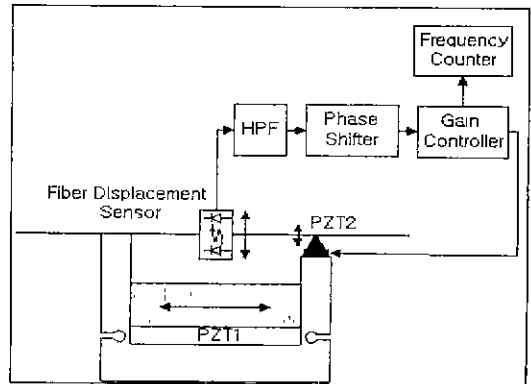 Frequency
Counter
HPF
Phase
Shifter
Gain
Controller
Fiber Displacement
Sensor
PZT2
PZT1